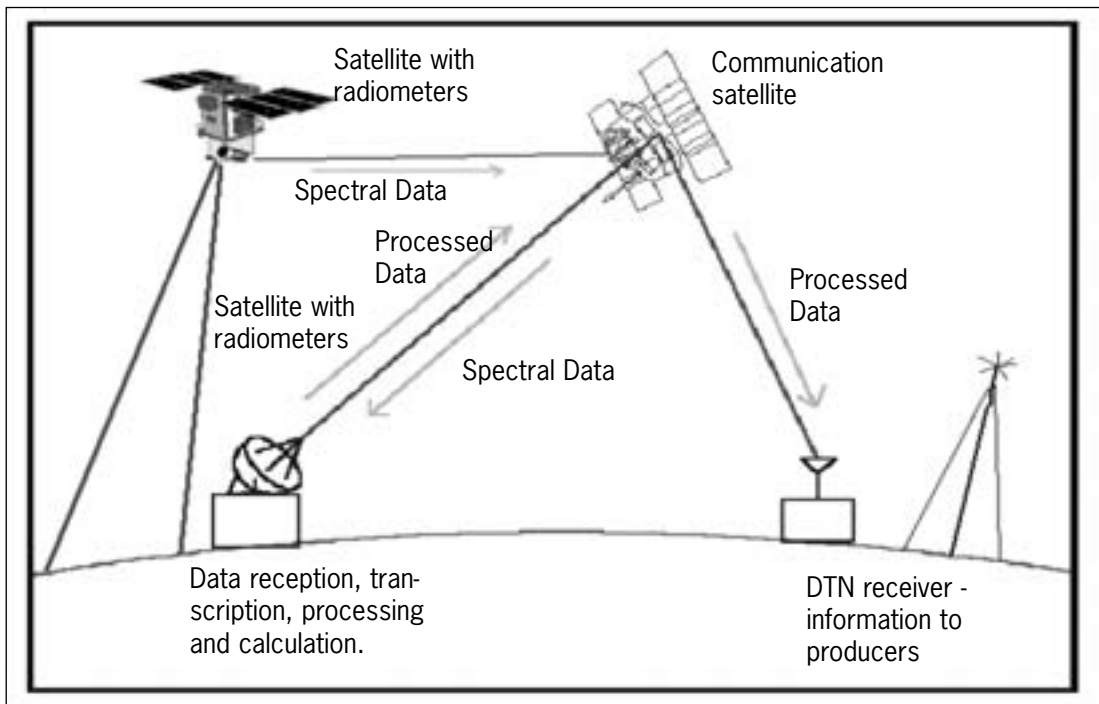 Satellite with
radiometers
Communication
satellite
Spectral Data
Processed
Data
Satellite with
radiometers
Processed
Data
Spectral Data
Data reception, tran-
scription, processing
and calculation.
DTN receiver -
information to
producers